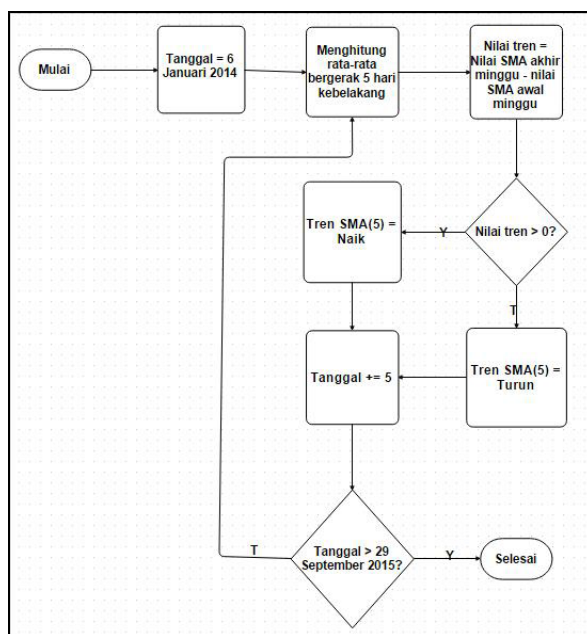 Mulai
Tanggal = 6
Januari 2014
Menghitung
rata-rata
bergerak 5 hari
kebelakang
Nilai tren =
Nilai SMA akhir
minggu - nilai
SMA awal
minggu
Nilai tren > 0?
Y
Tren SMA(5) =
Naik
T
Tren SMA(5) =
Turun
Tanggal += 5
Tanggal > 29
September 2015?
T
Y
Selesai